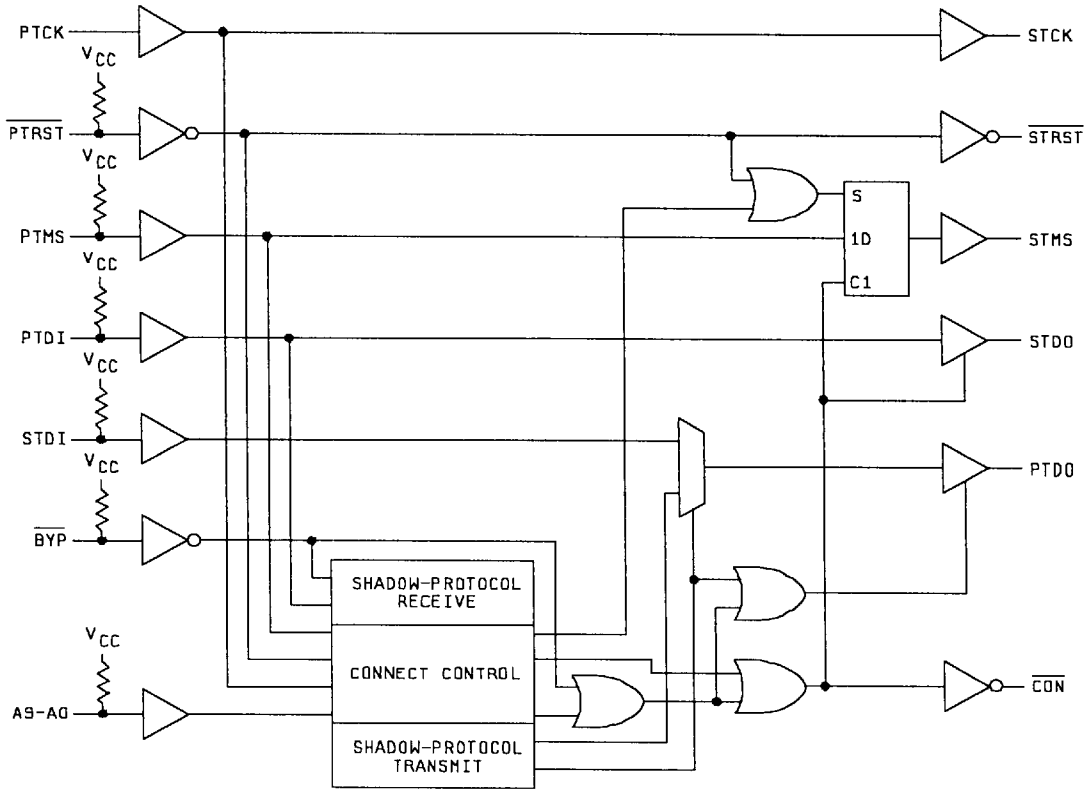 PTCK
STCK
VCC
PTRST
STRST
VCC
S
PTMS
1D
STMS
VCC
C1
PTDI
STDO
VCC
STDI
VCC
PTDO
BYP
SHADOW-PROTOCOL
RECEIVE
VCC
CONNECT CONTROL
CON
A9-A0
SHADOW-PROTOCOL
TRANSMIT